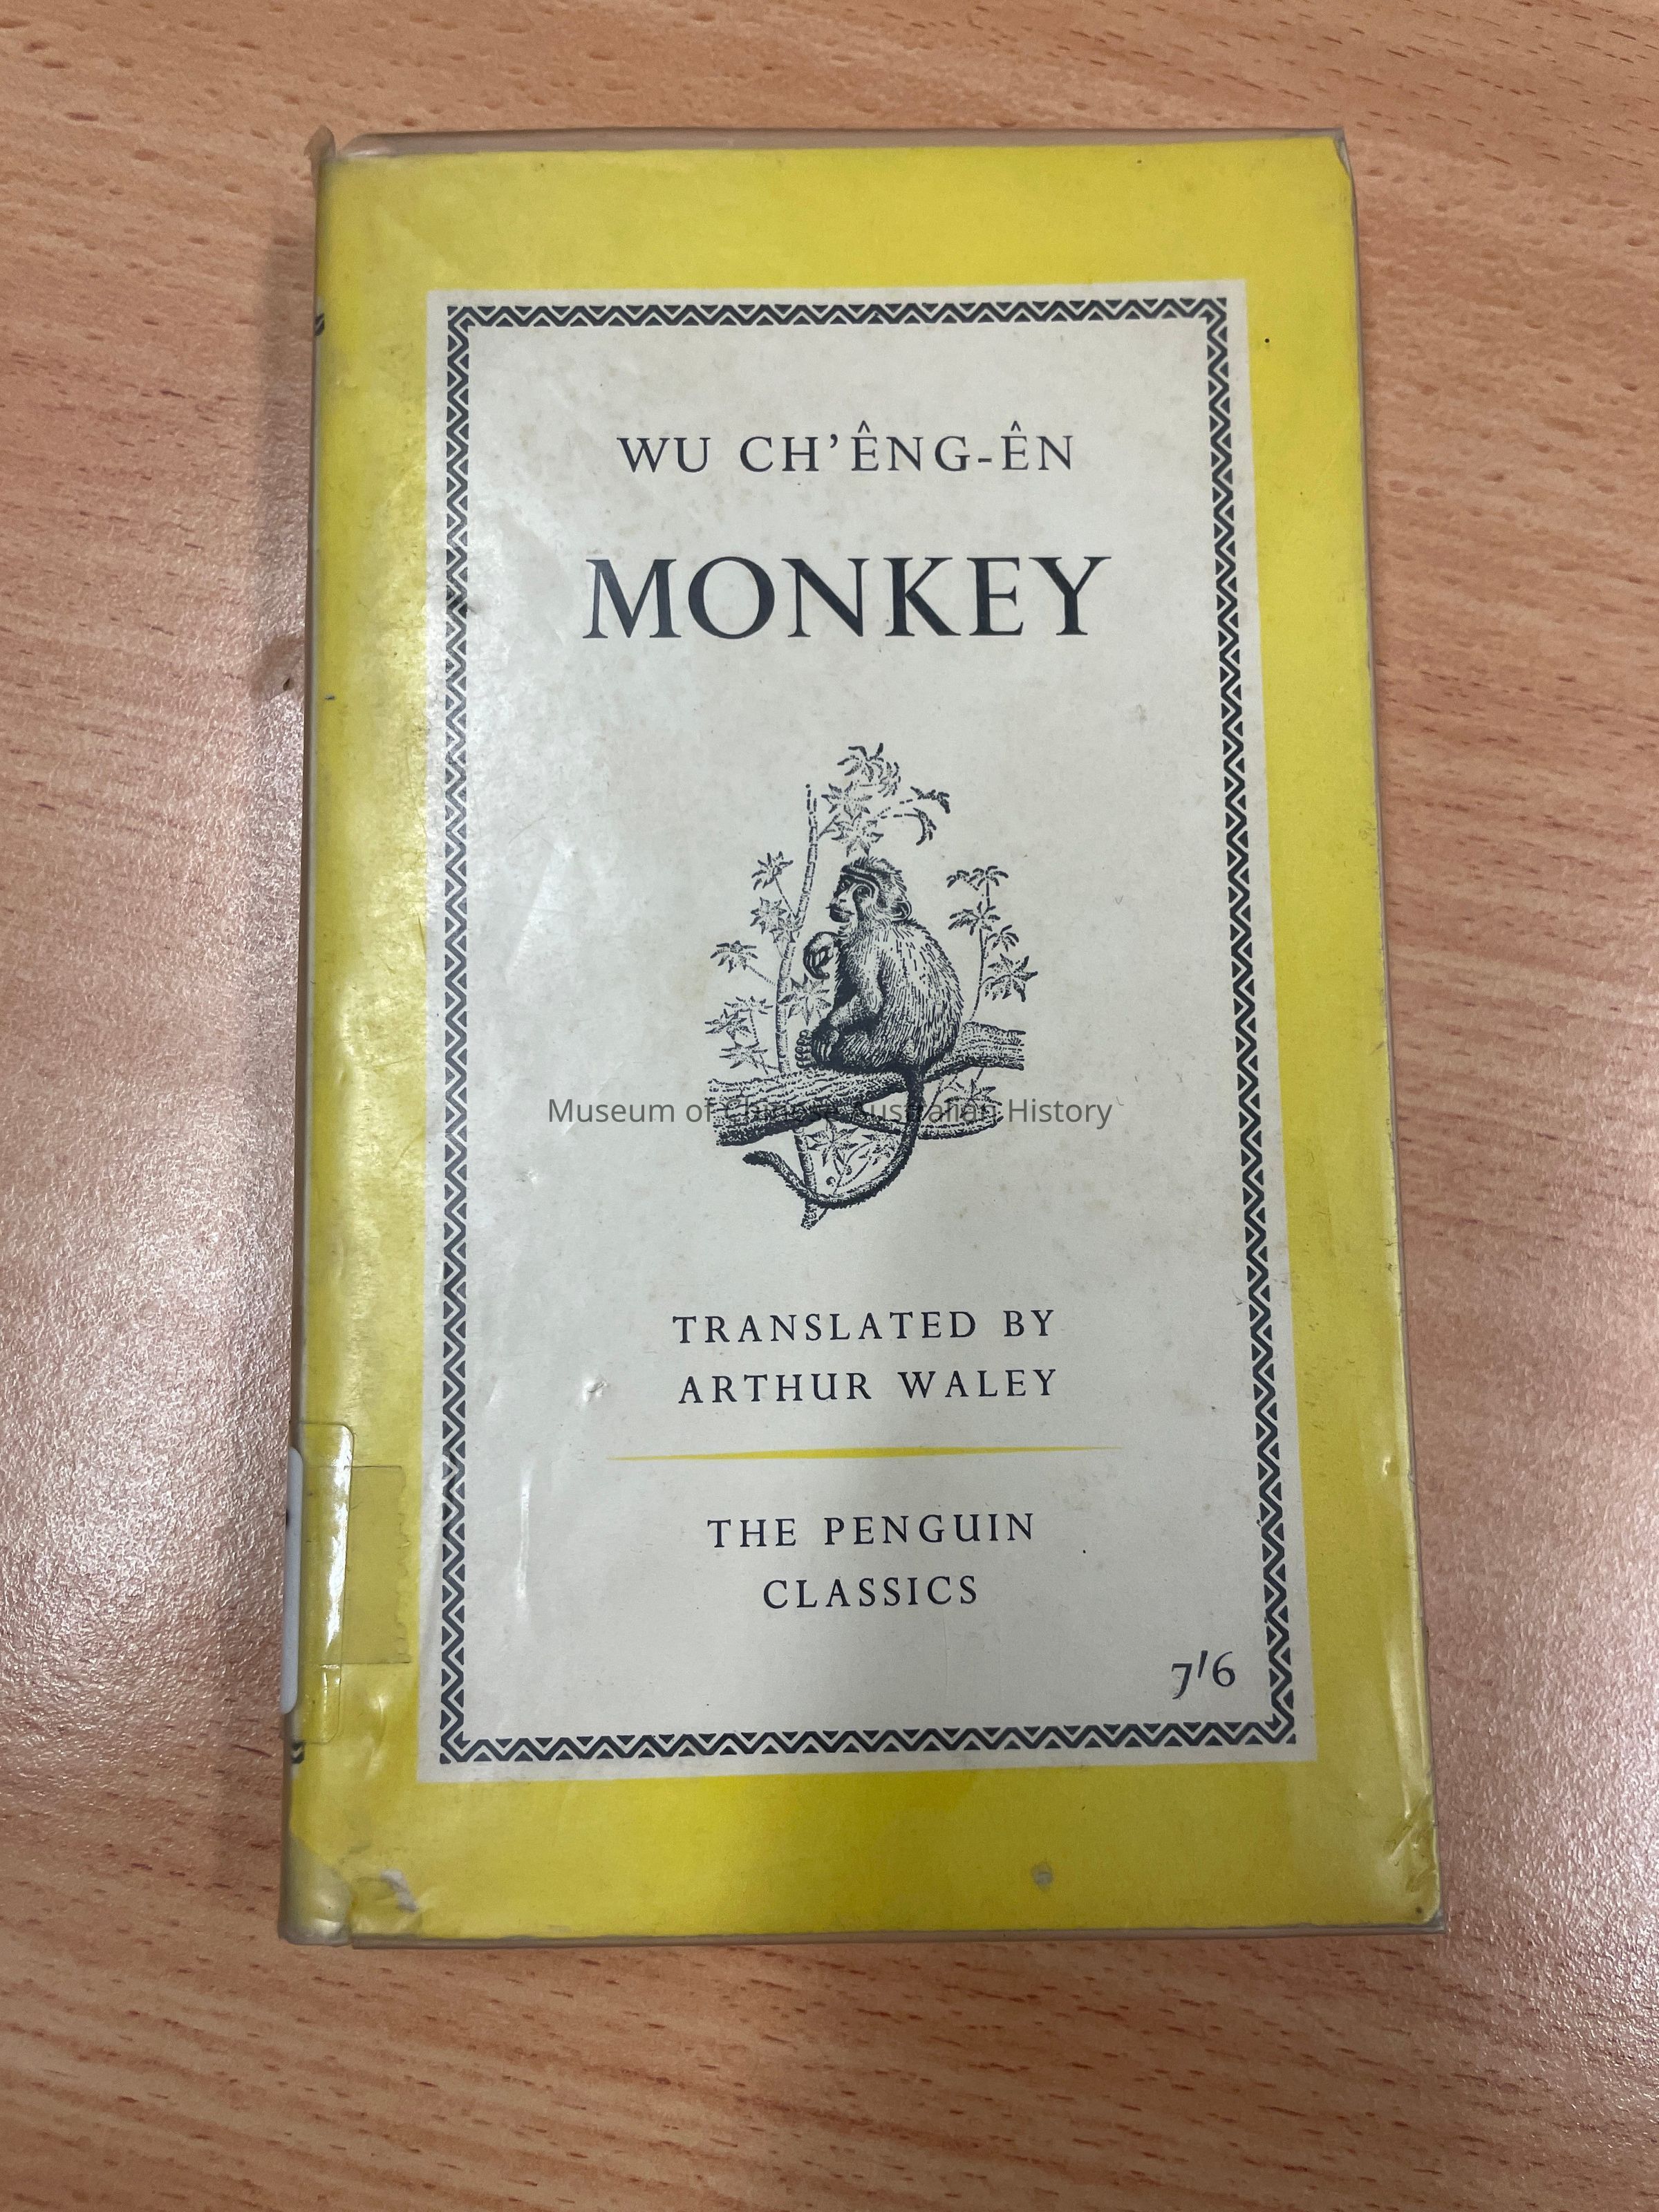 WU CH’ÊNG-ÊN
MONKEY
Museum of Chinese Australian History
TRANSLATED BY
ARTHUR WALEY
THE PENGUIN
CLASSICS
7/6